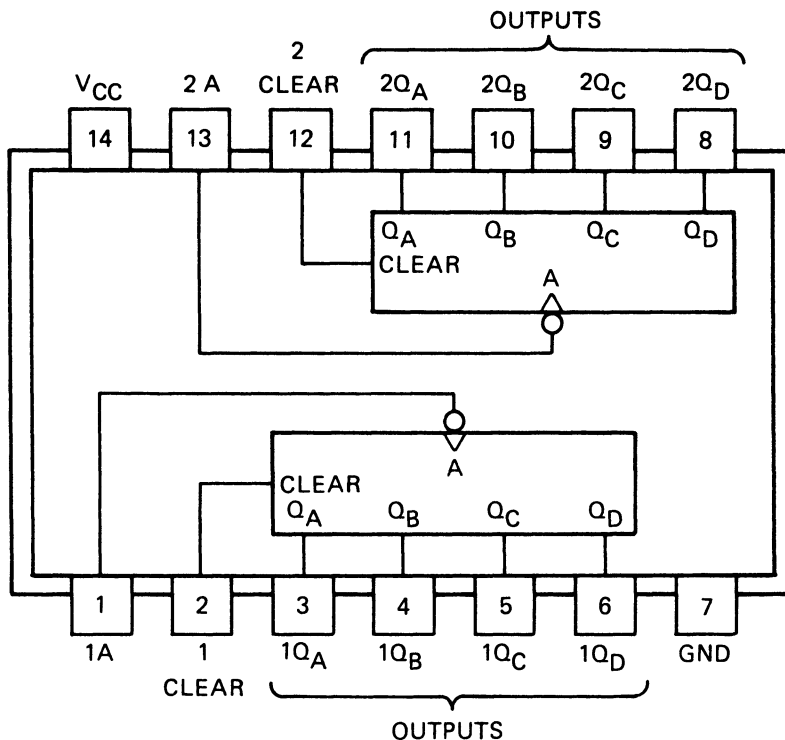 OUTPUTS
2
CLEAR
VCC 2 A 2QA 2QB 2QC 2QD
14 13 12 11 10 9 8
QA QB QC QD
CLEAR
A
A
CLEAR
QA QB QC QD
1 2 3 4 5 6 7
1A 1 1QA 1QB 1QC 1QD GND
CLEAR
OUTPUTS